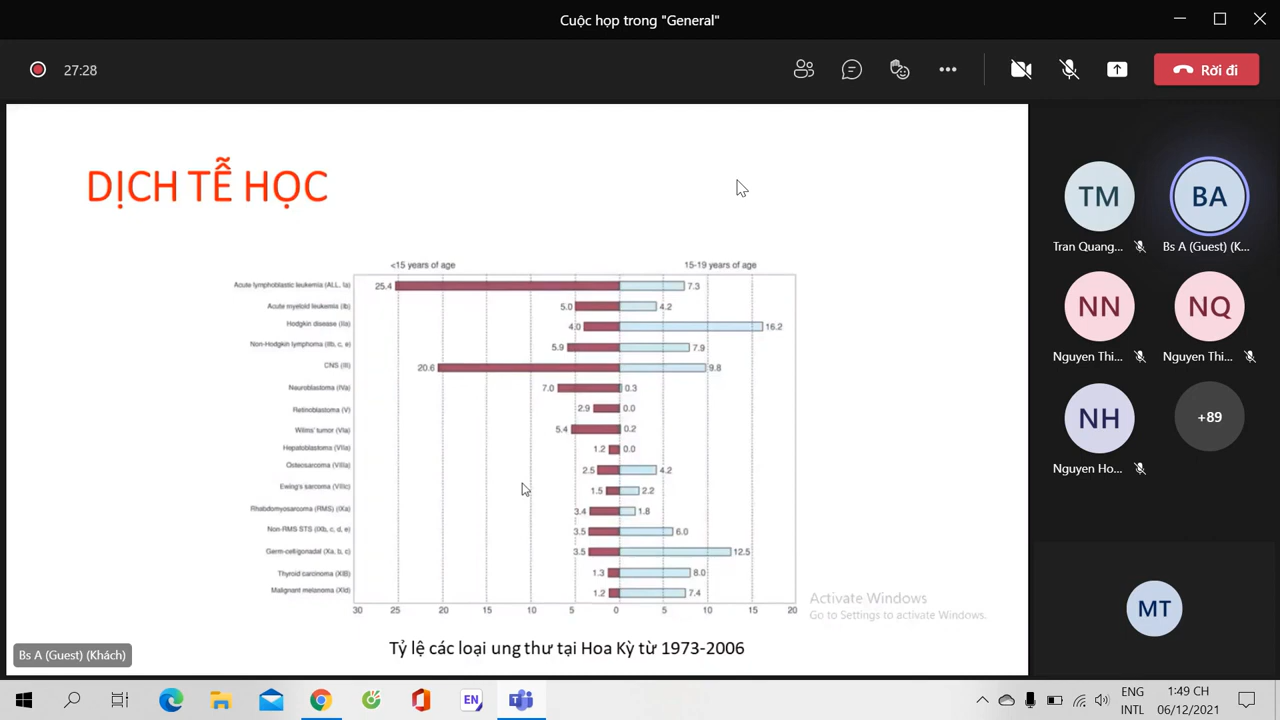 Cuộc họp trong "General"
27:28
Rời đi
DỊCH TỄ HỌC
<15 years of age 15-19 years of age
Acute lymphoblastic leukemia (ALL, Ia) 25.4 7.3
Acute myeloid leukemia (Ib) 5.0 4.2
Hodgkin disease (IIa) 4.0 16.2
Non-Hodgkin lymphoma (IIb, c, e) 5.9 7.9
CNS (III) 20.6 9.8
Neuroblastoma (IVa) 7.0 0.3
Retinoblastoma (V) 2.9 0.0
Wilms' tumor (VIa) 5.4 0.2
Hepatoblastoma (VIIa) 1.2 0.0
Osteosarcoma (VIIIa) 2.5 4.2
Ewing's sarcoma (VIIIc) 1.5 2.2
Rhabdomyosarcoma (RMS) (IXa) 3.4 1.8
Non-RMS STS (IXb, c, d, e) 3.5 6.0
Germ-cell/gonadal (Xa, b, c) 3.5 12.5
Thyroid carcinoma (XIB) 1.3 8.0
Malignant melanoma (XId) 1.2 7.4
30 25 20 15 10 5 0 5 10 15 20
Tỷ lệ các loại ung thư tại Hoa Kỳ từ 1973-2006
Activate Windows
Go to Settings to activate Windows.
Bs A (Guest) (Khách)
TM
Tran Quang...
BA
Bs A (Guest) (K...
NN
Nguyen Thi...
NQ
Nguyen Thi...
NH
Nguyen Ho...
+89
MT
EN
ENG
INTL
:49 CH
06/12/2021